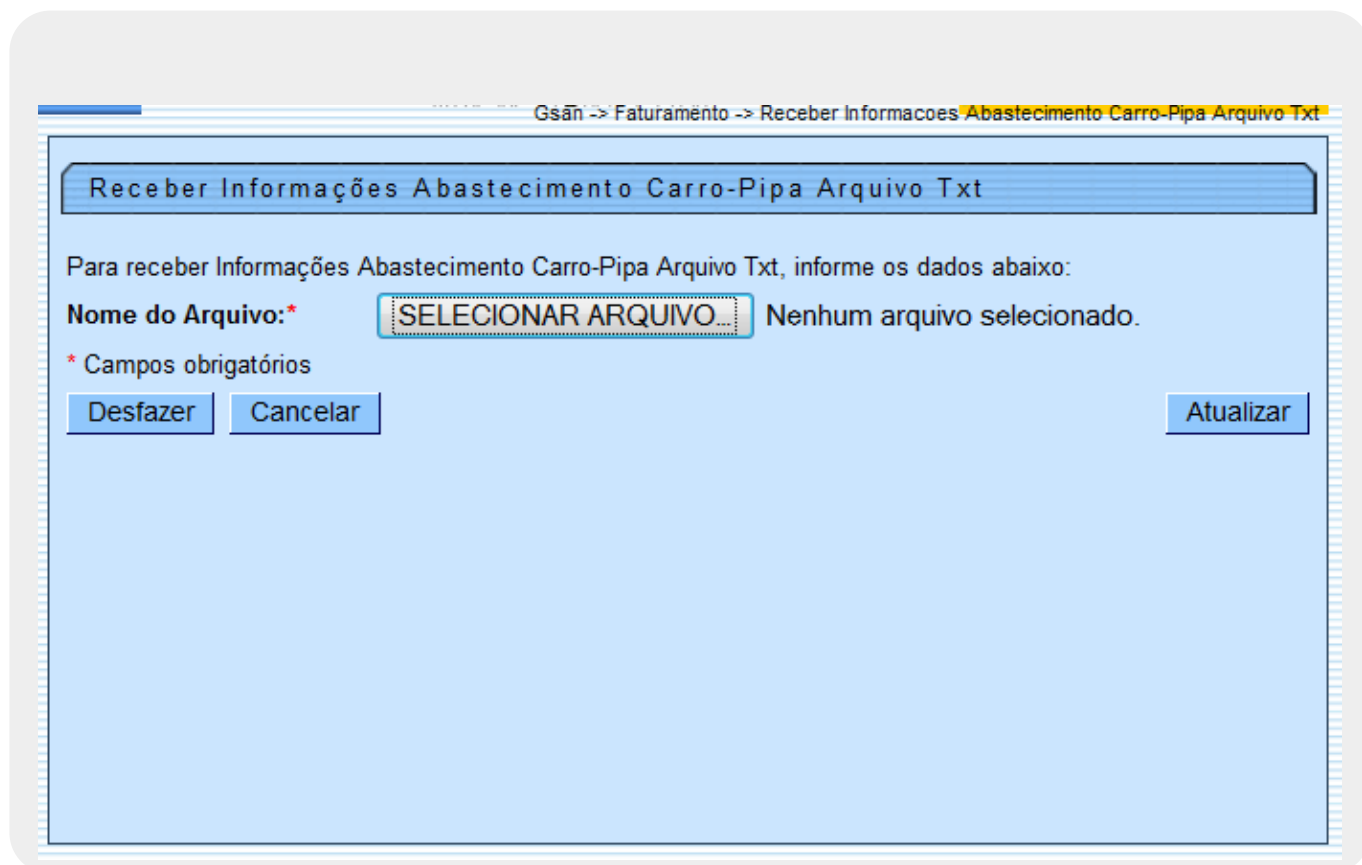 Gsan -> Faturamento -> Receber Informacoes Abastecimento Carro-Pipa Arquivo Txt
Receber Informações Abastecimento Carro-Pipa Arquivo Txt
Para receber Informações Abastecimento Carro-Pipa Arquivo Txt, informe os dados abaixo:
Nome do Arquivo:* SELECIONAR ARQUIVO... Nenhum arquivo selecionado.
* Campos obrigatórios
Desfazer Cancelar Atualizar